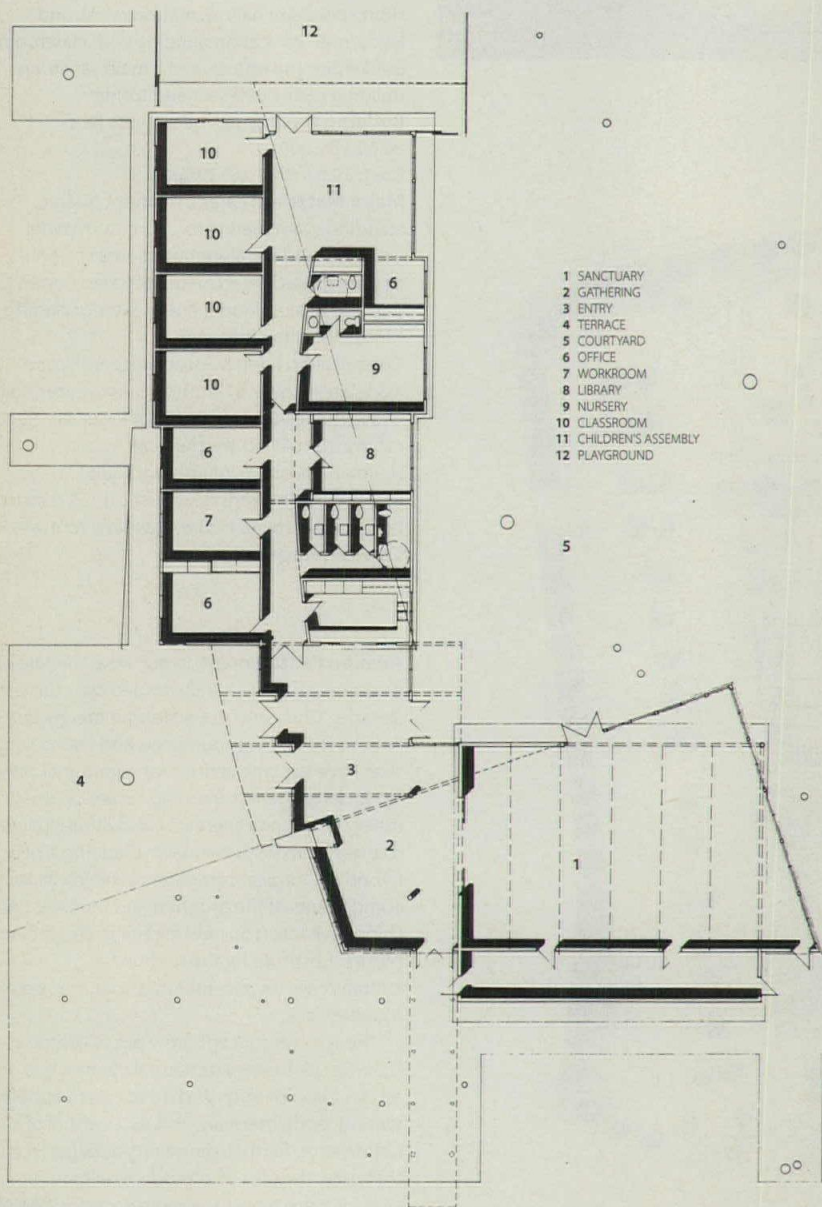 12
10
11
10
6
10
10
9
6
8
7
6
1 SANCTUARY
2 GATHERING
3 ENTRY
4 TERRACE
5 COURTYARD
6 OFFICE
7 WORKROOM
8 LIBRARY
9 NURSERY
10 CLASSROOM
11 CHILDREN'S ASSEMBLY
12 PLAYGROUND
5
3
4
2
1